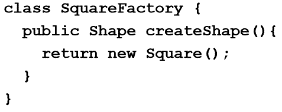 class SquareFactory {
  public Shape createShape(){
    return new Square();
  }
}